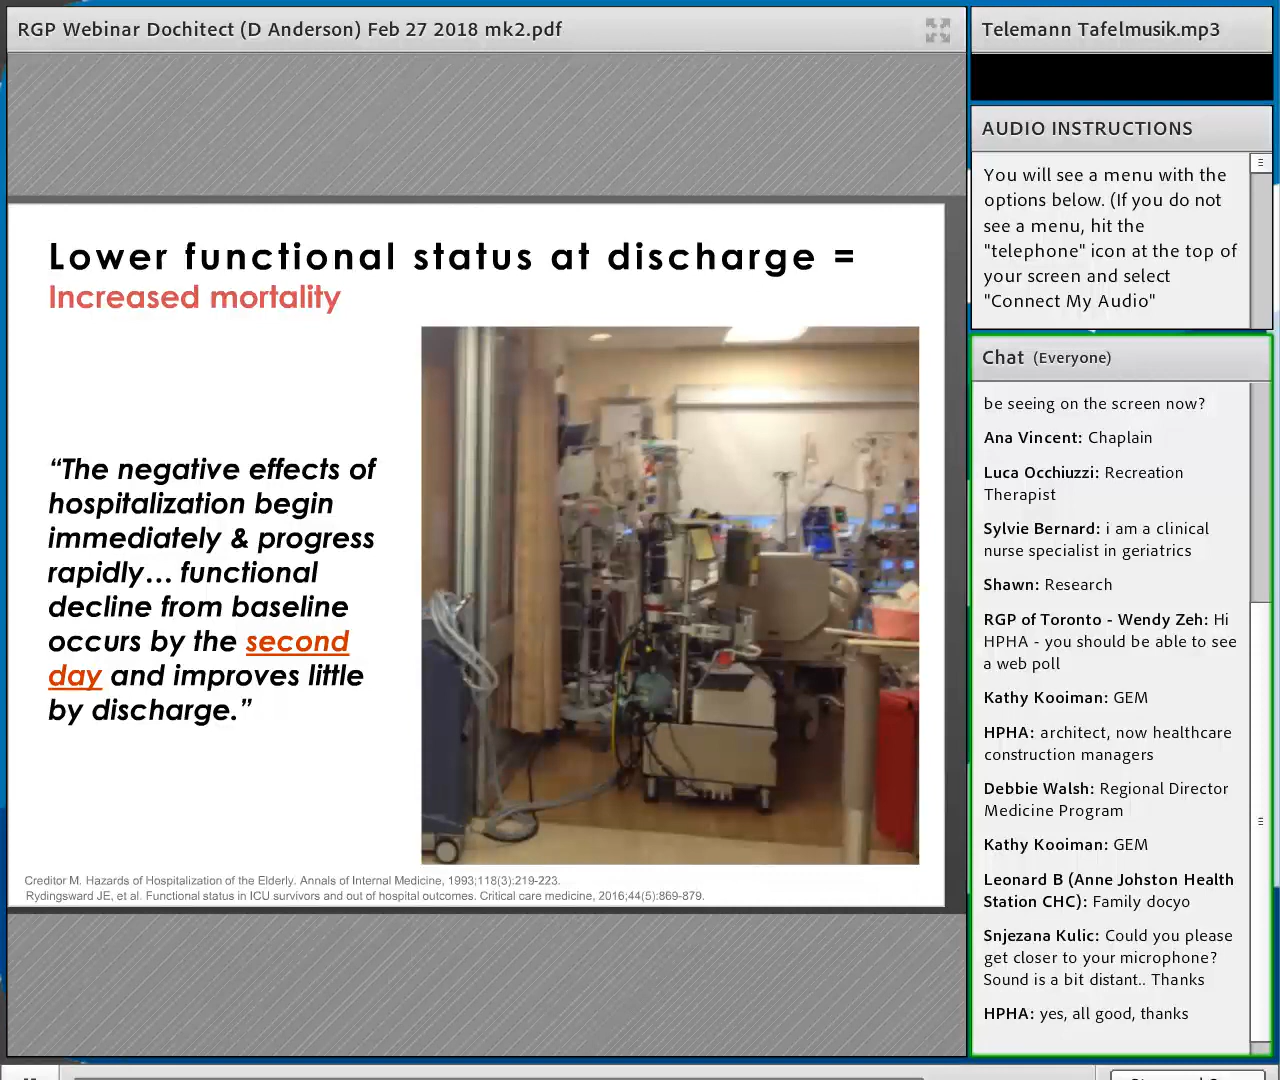 RGP Webinar Dochitect (D Anderson) Feb 27 2018 mk2.pdf
Lower functional status at discharge =
Increased mortality
“The negative effects of
hospitalization begin
immediately & progress
rapidly… functional
decline from baseline
occurs by the second
day and improves little
by discharge.”
Creditor M. Hazards of Hospitalization of the Elderly. Annals of Internal Medicine, 1993;118(3):219-223.
Rydingsward JE, et al. Functional status in ICU survivors and out of hospital outcomes. Critical care medicine, 2016;44(5):869-879.
Telemann Tafelmusik.mp3
AUDIO INSTRUCTIONS
You will see a menu with the
options below. (If you do not
see a menu, hit the
"telephone" icon at the top of
your screen and select
"Connect My Audio"
Chat (Everyone)
be seeing on the screen now?
Ana Vincent: Chaplain
Luca Occhiuzzi: Recreation
Therapist
Sylvie Bernard: i am a clinical
nurse specialist in geriatrics
Shawn: Research
RGP of Toronto - Wendy Zeh: Hi
HPHA - you should be able to see
a web poll
Kathy Kooiman: GEM
HPHA: architect, now healthcare
construction managers
Debbie Walsh: Regional Director
Medicine Program
Kathy Kooiman: GEM
Leonard B (Anne Johston Health
Station CHC): Family docyo
Snjezana Kulic: Could you please
get closer to your microphone?
Sound is a bit distant.. Thanks
HPHA: yes, all good, thanks